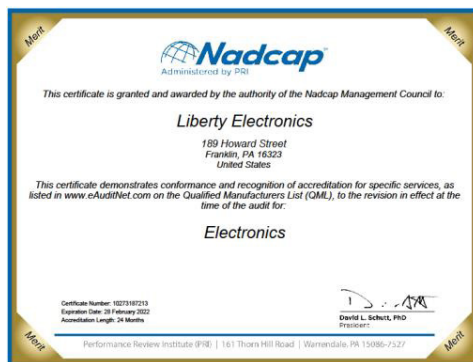 Merit
Merit
Nadcap
Administered by PRI
This certificate is granted and awarded by the authority of the Nadcap Management Council to:
Liberty Electronics
189 Howard Street
Franklin, PA 16323
United States
This certificate demonstrates conformance and recognition of accreditation for specific services, as
listed in www.eAuditNet.com on the Qualified Manufacturers List (QML), to the revision in effect at the
time of the audit for:
Electronics
Certificate Number: 10273187213
Expiration Date: 28 February 2022
Accreditation Length: 24 Months
David L. Schutt, PhD
President
Performance Review Institute (PRI) | 161 Thorn Hill Road | Warrendale, PA 15086-7527
Merit
Merit